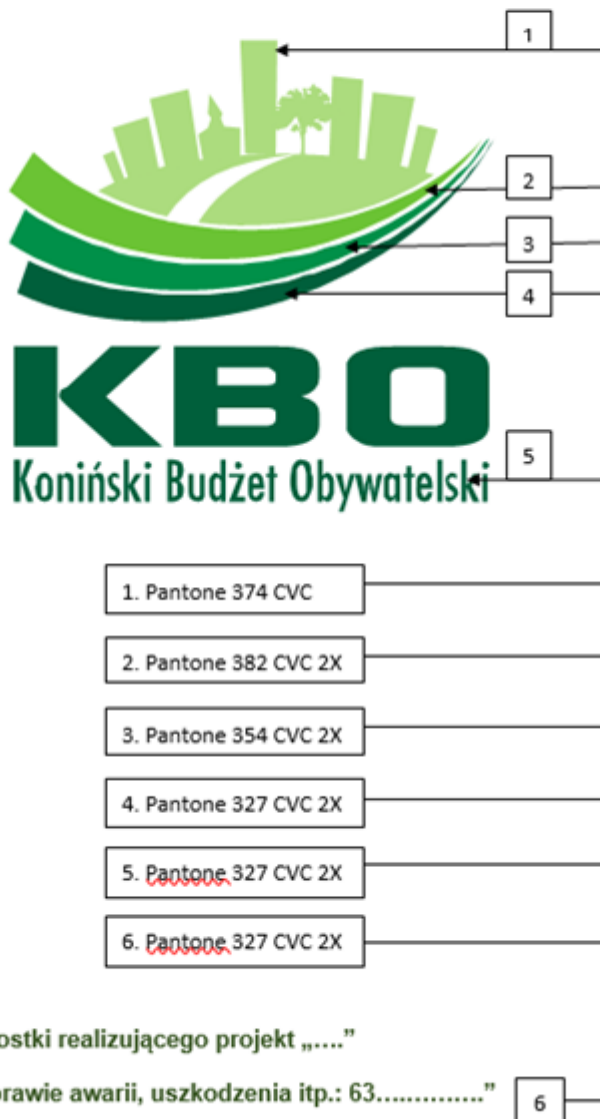 1
2
3
4
KBO
5
Koniński Budżet Obywatelski
1. Pantone 374 CVC
2. Pantone 382 CVC 2X
3. Pantone 354 CVC 2X
4. Pantone 327 CVC 2X
5. Pantone 327 CVC 2X
6. Pantone 327 CVC 2X
ostki realizującego projekt „….”
rawie awarii, uszkodzenia itp.: 63…………”
6